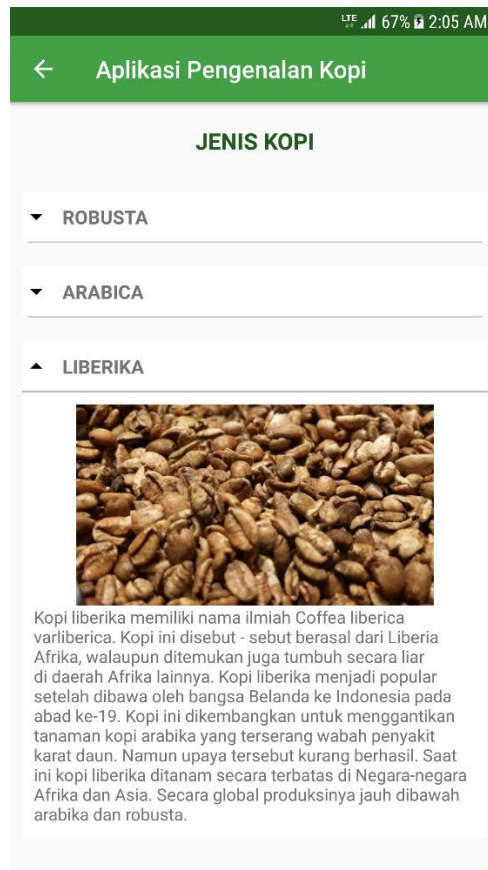 LTE 67% 2:05 AM
Aplikasi Pengenalan Kopi
JENIS KOPI
ROBUSTA
ARABICA
LIBERIKA
Kopi liberika memiliki nama ilmiah Coffea liberica
varliberica. Kopi ini disebut - sebut berasal dari Liberia
Afrika, walaupun ditemukan juga tumbuh secara liar
di daerah Afrika lainnya. Kopi liberika menjadi popular
setelah dibawa oleh bangsa Belanda ke Indonesia pada
abad ke-19. Kopi ini dikembangkan untuk menggantikan
tanaman kopi arabika yang terserang wabah penyakit
karat daun. Namun upaya tersebut kurang berhasil. Saat
ini kopi liberika ditanam secara terbatas di Negara-negara
Afrika dan Asia. Secara global produksinya jauh dibawah
arabika dan robusta.